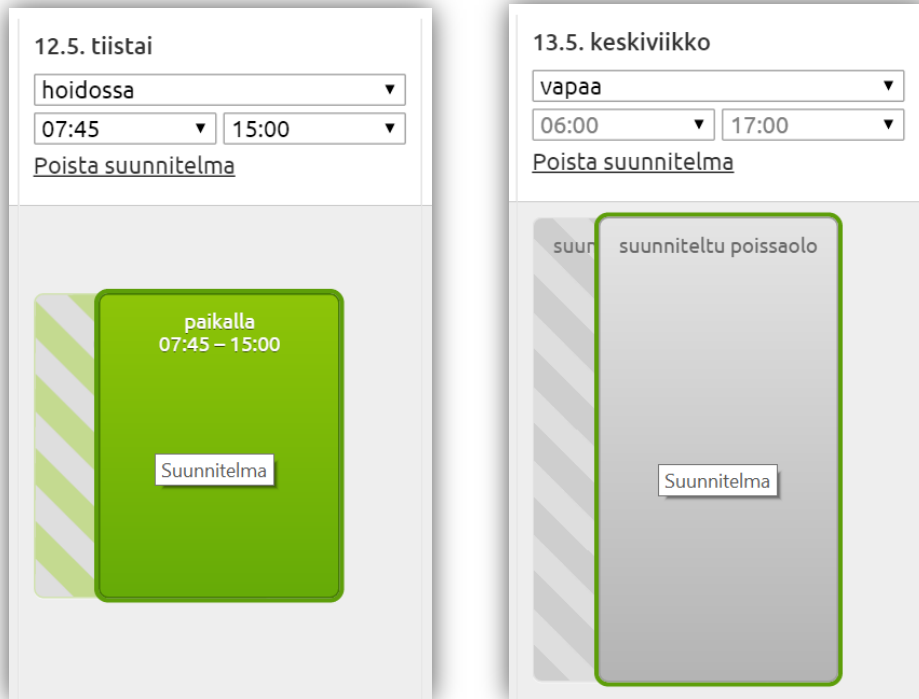 12.5. tiistai
hoidossa
07:45
15:00
Poista suunnitelma
paikalla
07:45 – 15:00
Suunnitelma
13.5. keskiviikko
vapaa
06:00
17:00
Poista suunnitelma
suun
suunniteltu poissaolo
Suunnitelma